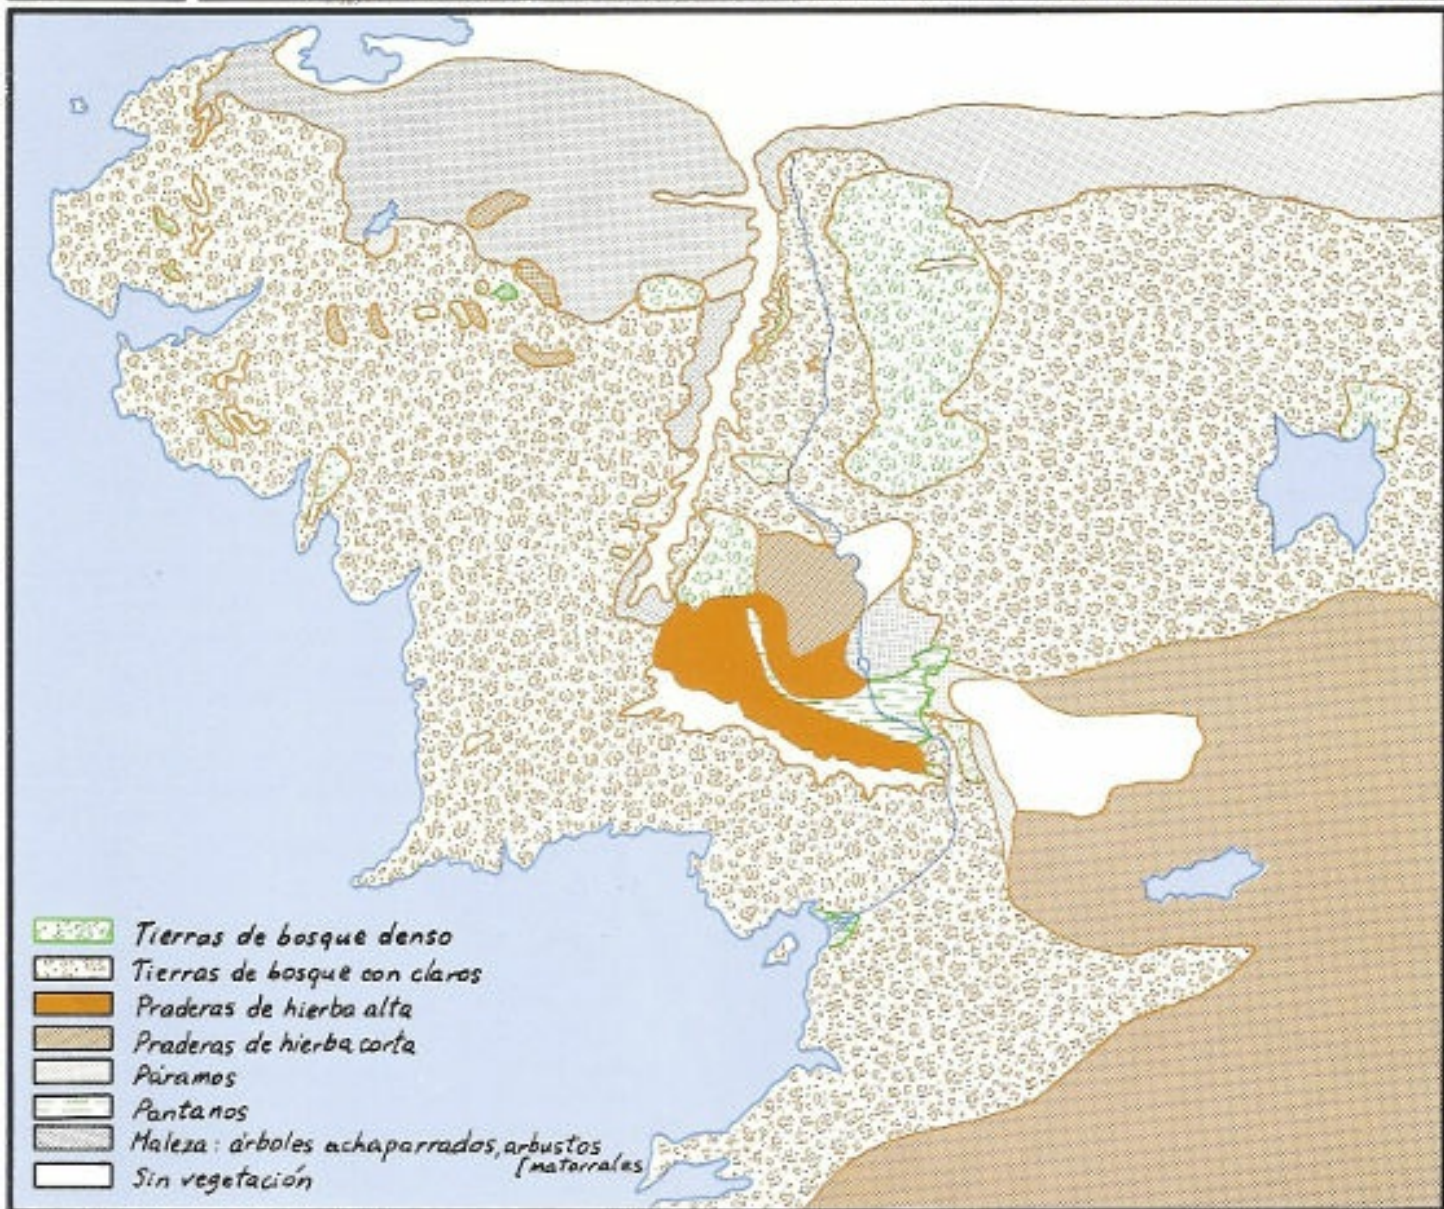 Tierras de bosque denso
Tierras de bosque con claros
Praderas de hierba alta
Praderas de hierba corta
Páramos
Pantanos
Maleza: árboles achaparrados, arbustos
[matorrales
Sin vegetación